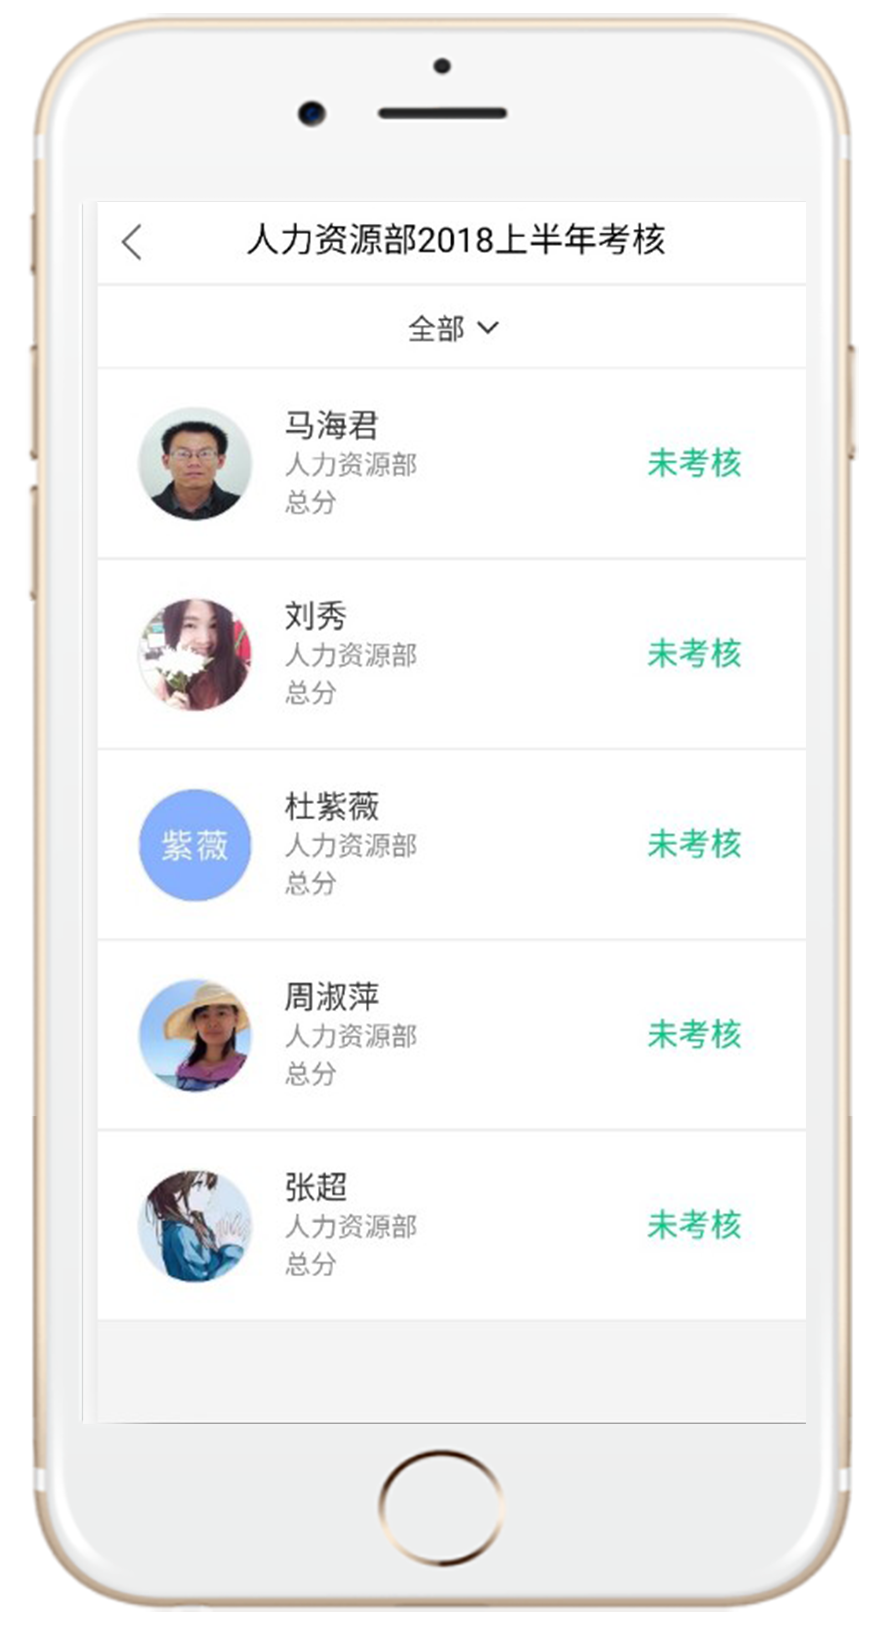 人力资源部2018上半年考核
全部
马海君
人力资源部
总分
未考核
刘秀
人力资源部
总分
未考核
紫薇
杜紫薇
人力资源部
总分
未考核
周淑萍
人力资源部
总分
未考核
张超
人力资源部
总分
未考核